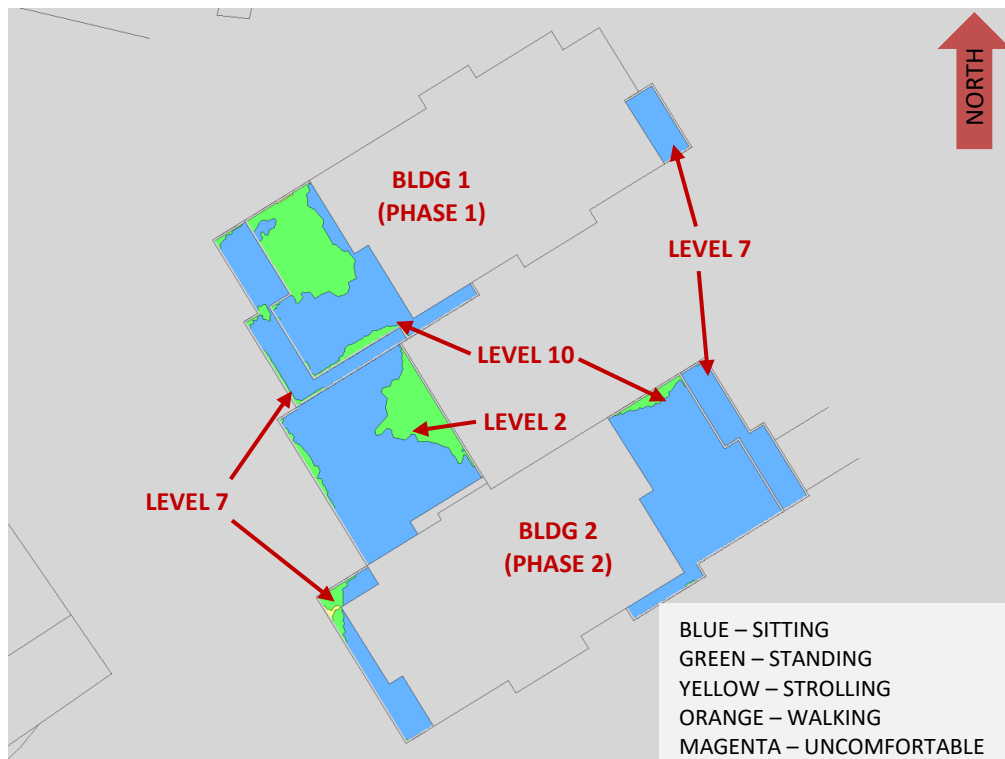 NORTH
BLDG 1
(PHASE 1)
LEVEL 7
LEVEL 10
LEVEL 2
LEVEL 7
BLDG 2
(PHASE 2)
BLUE – SITTING
GREEN – STANDING
YELLOW – STROLLING
ORANGE – WALKING
MAGENTA – UNCOMFORTABLE